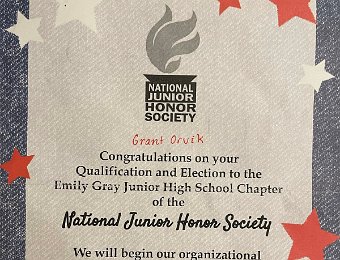 NATIONAL
JUNIOR
HONOR
SOCIETY
Grant Orvik
Congratulations on your
Qualification and Election to the
Emily Gray Junior High School Chapter
of the
National Junior Honor Society
We will begin our organizational